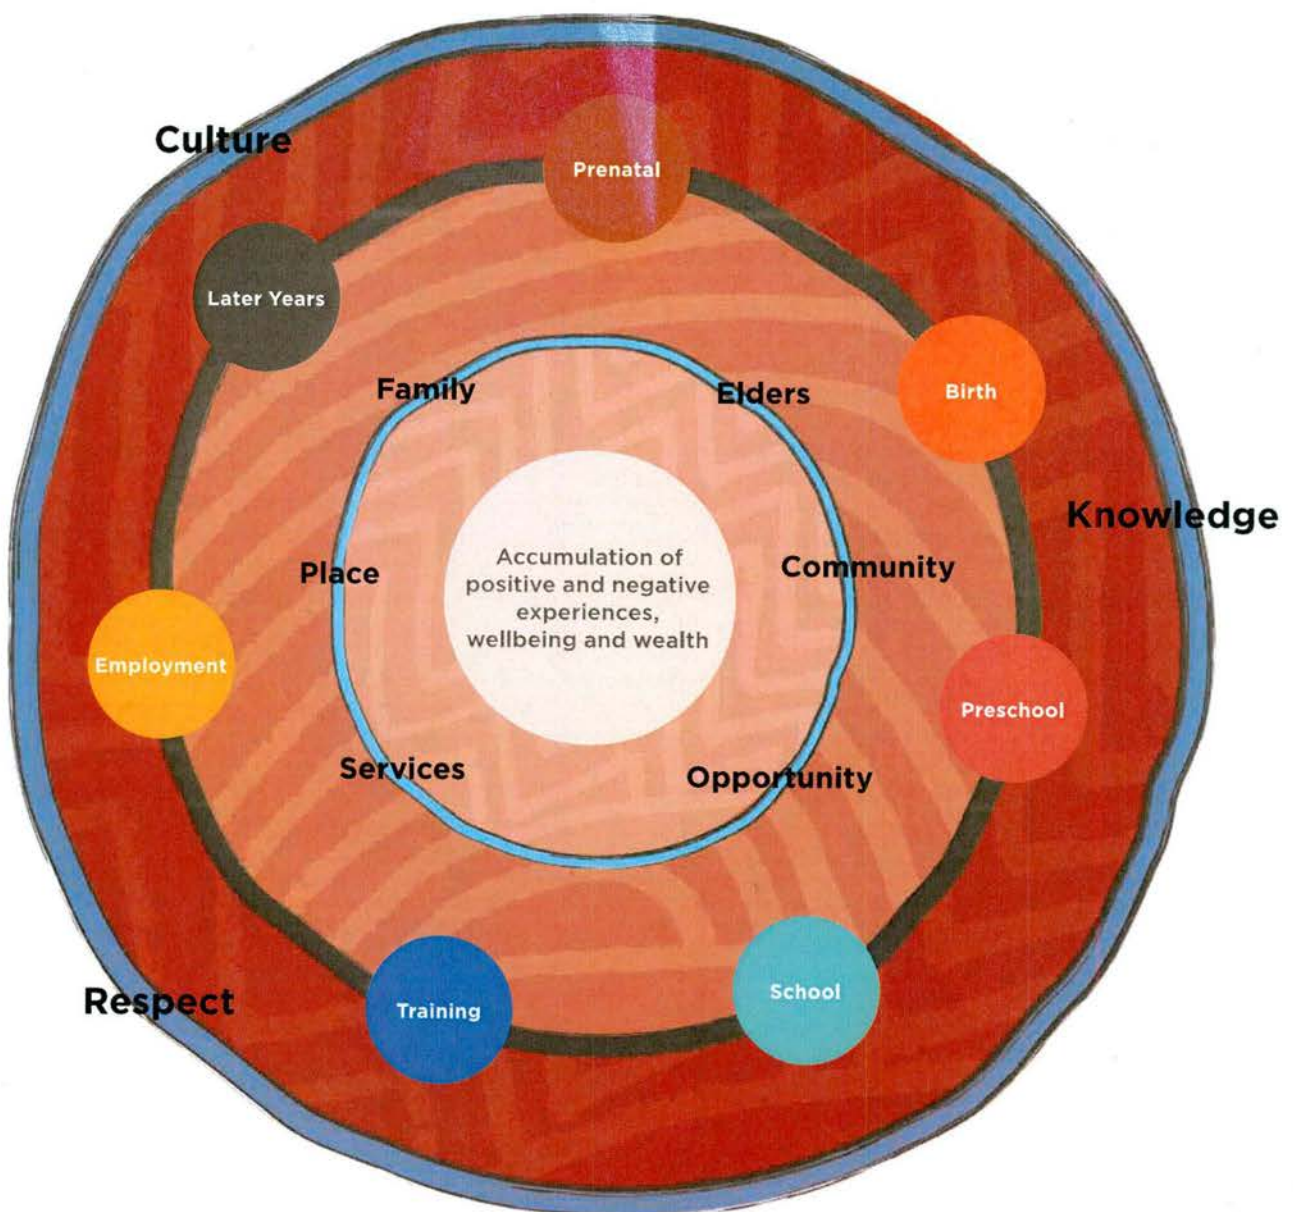 Culture
Prenatal
Later Years
Family
Elders
Birth
Knowledge
Accumulation of
positive and negative
experiences,
wellbeing and wealth
Place
Community
Employment
Preschool
Services
Opportunity
Respect
Training
School